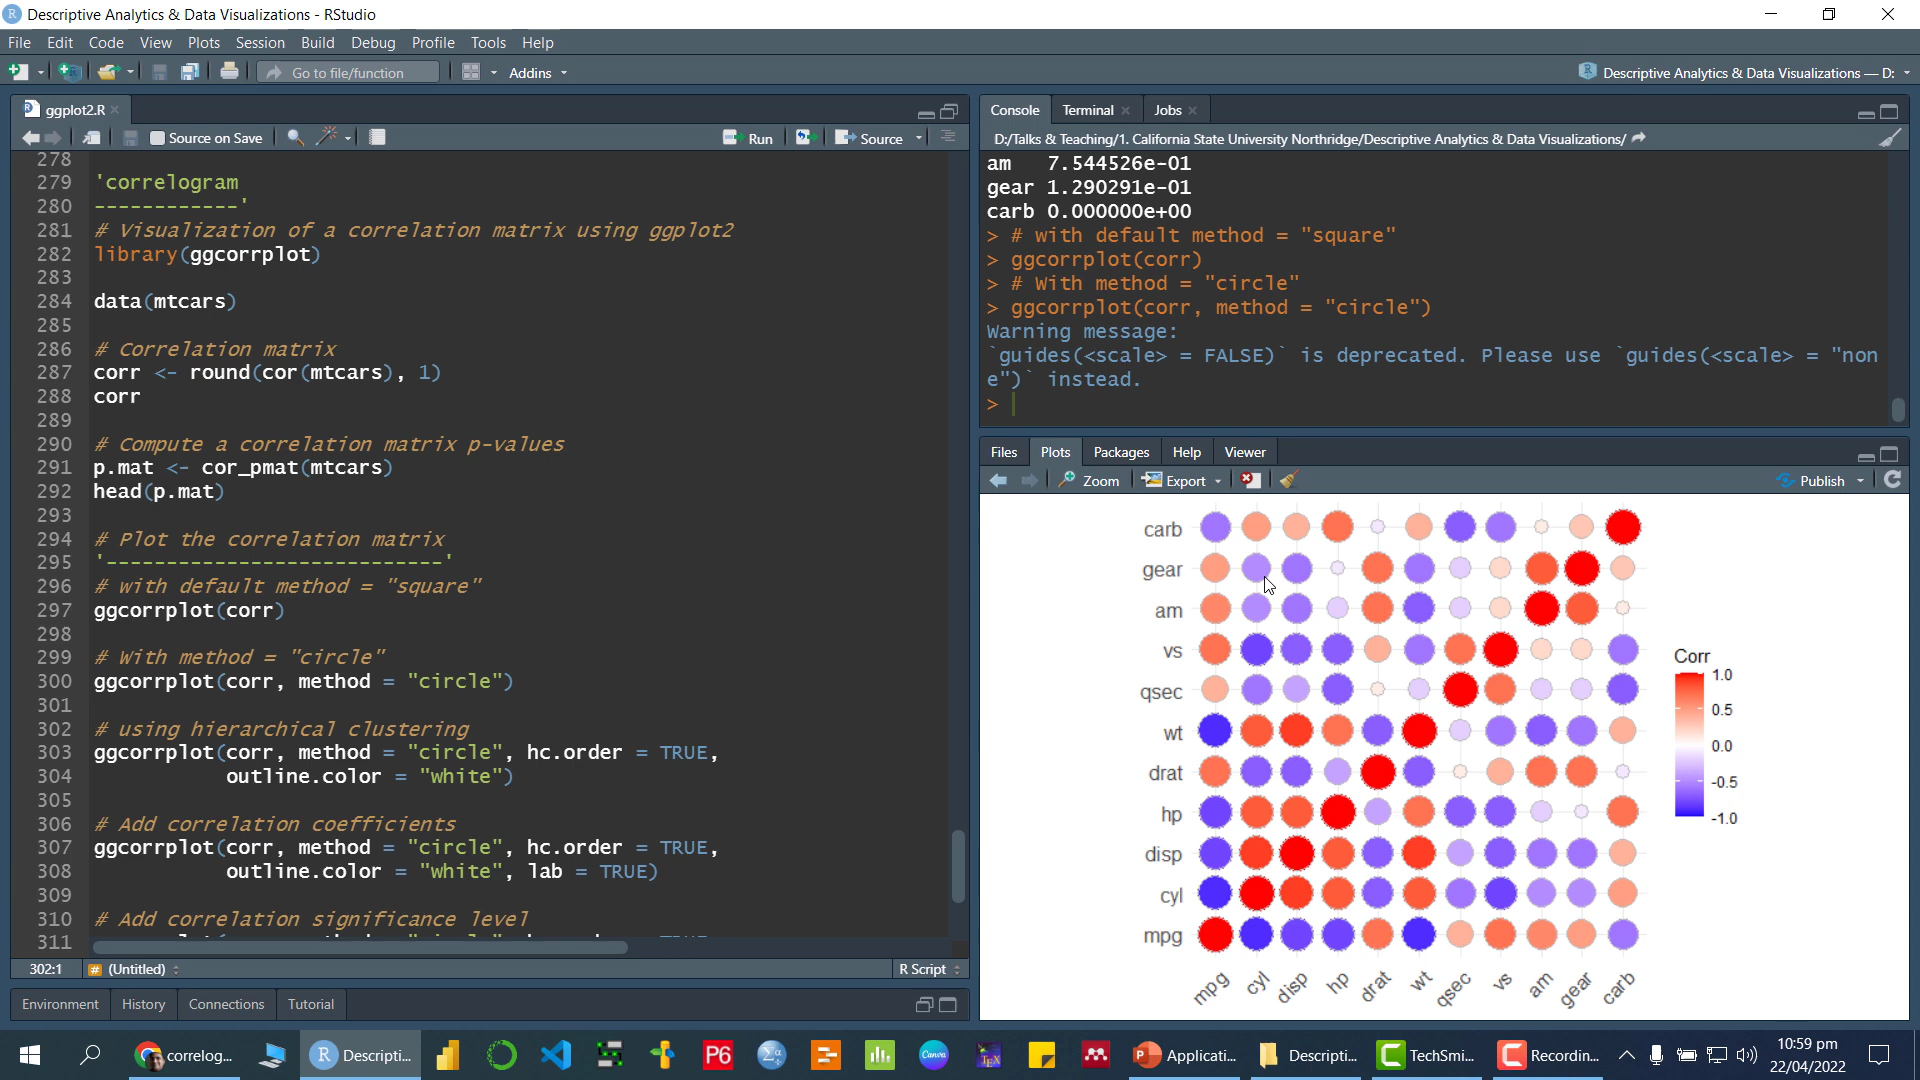 Descriptive Analytics & Data Visualizations - RStudio
File Edit Code View Plots Session Build Debug Profile Tools Help
Go to file/function Addins Descriptive Analytics & Data Visualizations — D:
ggplot2.R
Source on Save Run Source
278
279 'correlogram
280 ------------'
281 # Visualization of a correlation matrix using ggplot2
282 library(ggcorrplot)
283
284 data(mtcars)
285
286 # Correlation matrix
287 corr <- round(cor(mtcars), 1)
288 corr
289
290 # Compute a correlation matrix p-values
291 p.mat <- cor_pmat(mtcars)
292 head(p.mat)
293
294 # Plot the correlation matrix
295 '----------------------------'
296 # with default method = "square"
297 ggcorrplot(corr)
298
299 # With method = "circle"
300 ggcorrplot(corr, method = "circle")
301
302 # using hierarchical clustering
303 ggcorrplot(corr, method = "circle", hc.order = TRUE,
304 outline.color = "white")
305
306 # Add correlation coefficients
307 ggcorrplot(corr, method = "circle", hc.order = TRUE,
308 outline.color = "white", lab = TRUE)
309
310 # Add correlation significance level
311
302:1 # (Untitled) R Script
Environment History Connections Tutorial
Console Terminal Jobs
D:/Talks & Teaching/1. California State University Northridge/Descriptive Analytics & Data Visualizations/
am 7.544526e-01
gear 1.290291e-01
carb 0.000000e+00
> # with default method = "square"
> ggcorrplot(corr)
> # With method = "circle"
> ggcorrplot(corr, method = "circle")
Warning message:
`guides(<scale> = FALSE)` is deprecated. Please use `guides(<scale> = "non
e")` instead.
>
Files Plots Packages Help Viewer
Zoom Export Publish
carb
gear
am
vs
qsec
wt
drat
hp
disp
cyl
mpg
mpg cyl disp hp drat wt qsec vs am gear carb
Corr
1.0
0.5
0.0
-0.5
-1.0
correlog... Descripti... P6 Canva TEX Applicati... Descripti... TechSmi... Recordin... 10:59 pm
22/04/2022